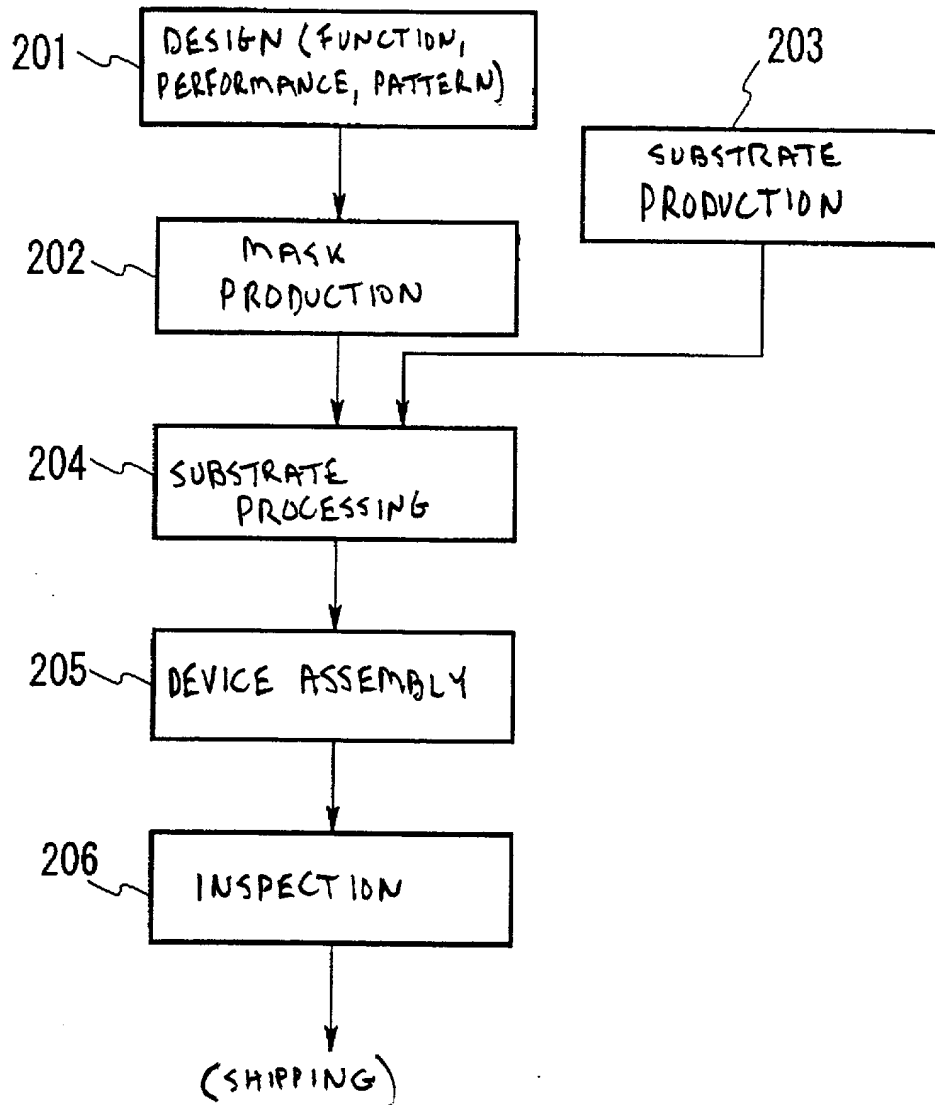 201
DESIGN (FUNCTION,
PERFORMANCE, PATTERN)
203
SUBSTRATE
PRODUCTION
202
MASK
PRODUCTION
204
SUBSTRATE
PROCESSING
205
DEVICE ASSEMBLY
206
INSPECTION
(SHIPPING)